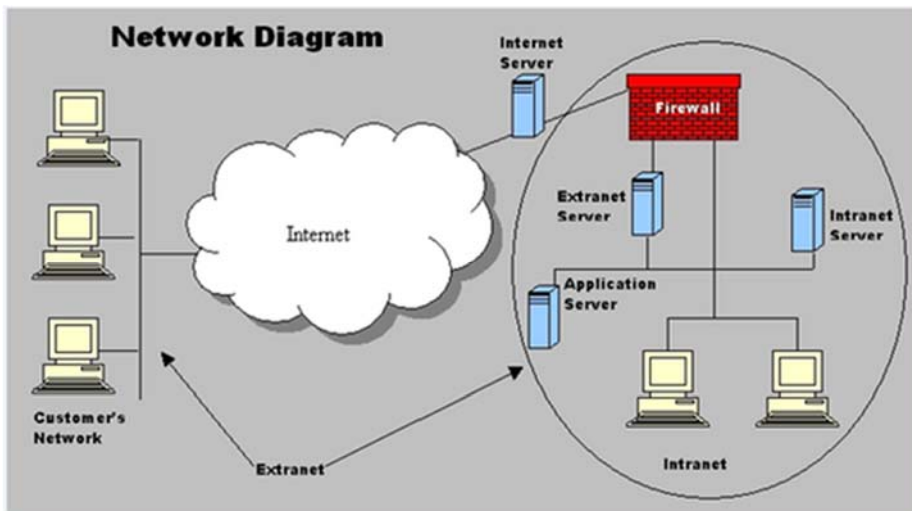 Network Diagram
Internet
Server
Firewall
Extranet
Server
Intranet
Server
Internet
Application
Server
Customer's
Network
Extranet
Intranet